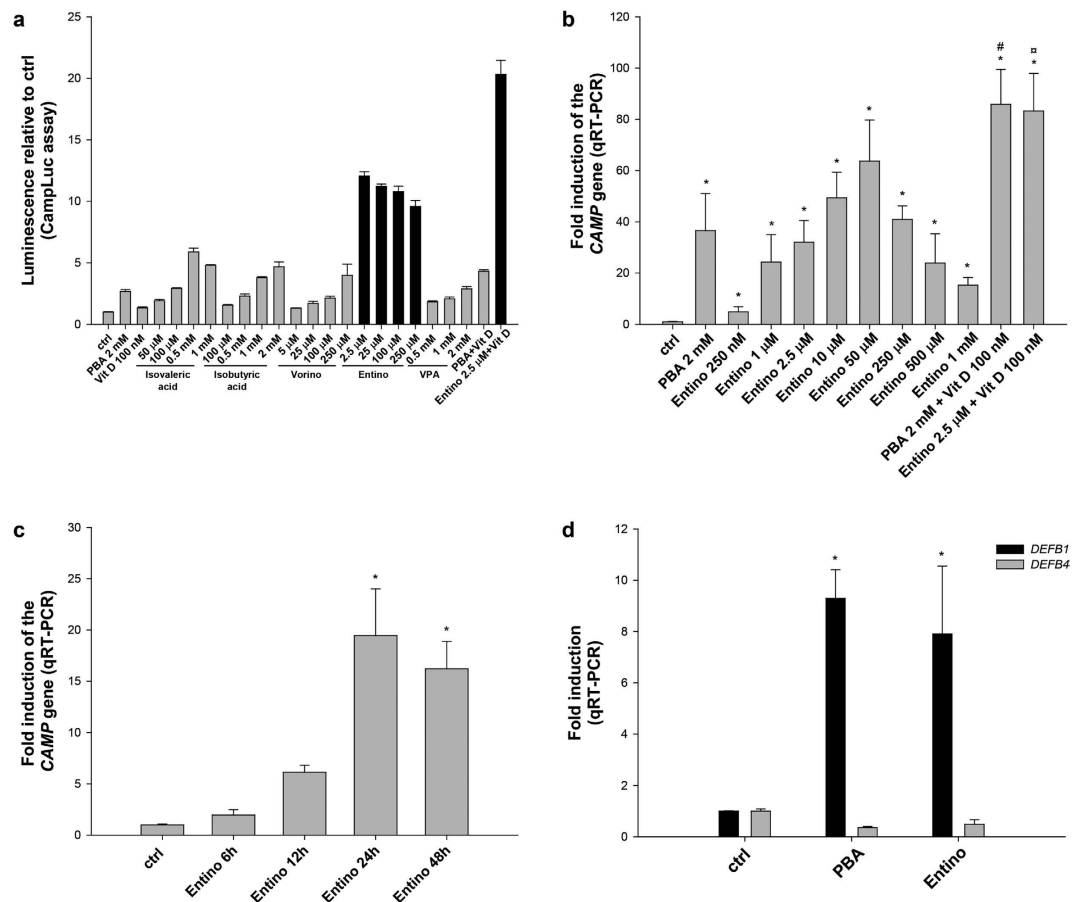 a
Luminescence relative to ctrl
(CampLuc assay)
25
20
15
10
5
0
ctrl
PBA 2 mM
Vit D 100 nM
50 µM
100 µM
0.5 mM
1 mM
100 µM
0.5 mM
1 mM
2 mM
5 µM
25 µM
100 µM
250 µM
2.5 µM
25 µM
100 µM
250 µM
0.5 mM
1 mM
2 mM
PBA+Vit D
Entino 2.5 µM+Vit D
Isovaleric
acid
Isobutyric
acid
Vorino
Entino
VPA
b
Fold induction of the
CAMP gene (qRT-PCR)
120
100
80
60
40
20
0
*
*
*
*
*
*
*
*
*
#
*
¤
*
ctrl
PBA 2 mM
Entino 250 nM
Entino 1 µM
Entino 2.5 µM
Entino 10 µM
Entino 50 µM
Entino 250 µM
Entino 500 µM
Entino 1 mM
PBA 2 mM + Vit D 100 nM
Entino 2.5 µM + Vit D 100 nM
c
Fold induction of the
CAMP gene (qRT-PCR)
30
25
20
15
10
5
0
*
*
ctrl
Entino 6h
Entino 12h
Entino 24h
Entino 48h
d
Fold induction
(qRT-PCR)
12
10
8
6
4
2
0
*
*
DEFB1
DEFB4
ctrl
PBA
Entino